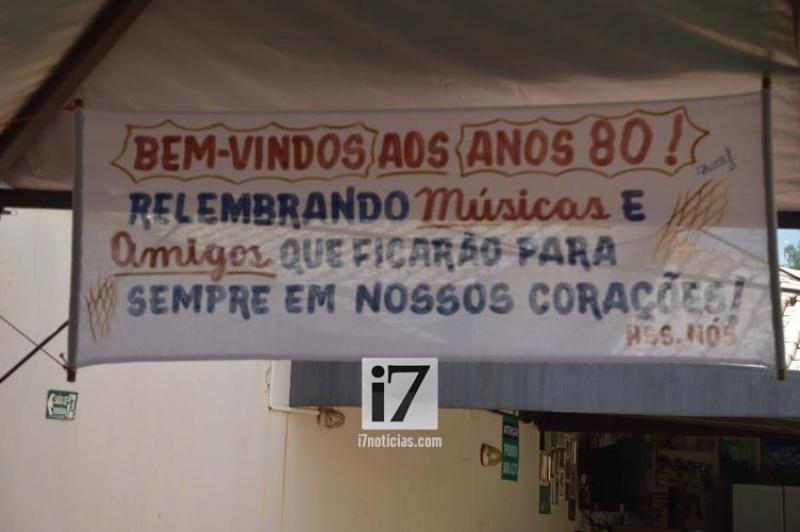 BEM-VINDOS AOS ANOS 80!
RELEMBRANDO Músicas E
Amigos QUE FICARÃO PARA
SEMPRE EM NOSSOS CORAÇÕES!
ASS. NÓS
i7
i7noticias.com
ATENÇÃO